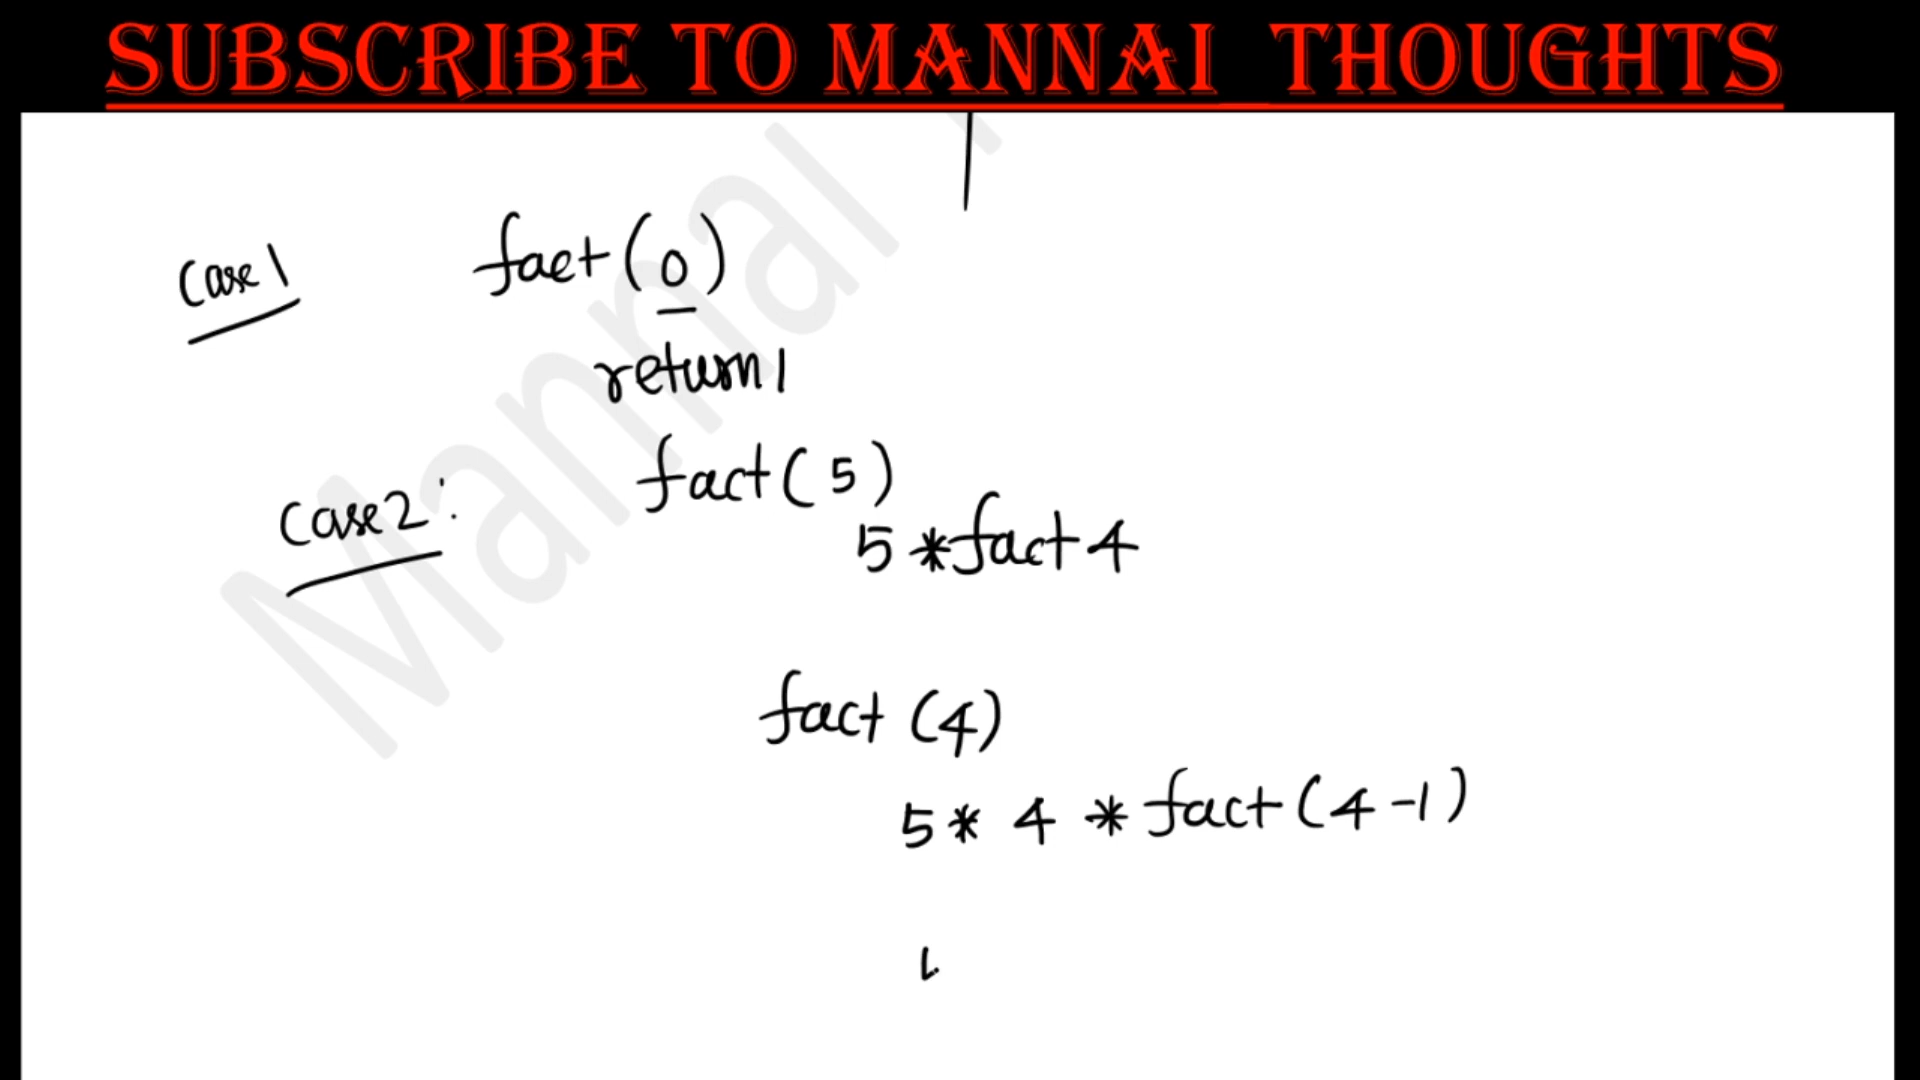 SUBSCRIBE TO MANNAI THOUGHTS
Case 1 fact (0)
return 1
Case 2 : fact ( 5 )
5 * fact 4
fact (4)
5 * 4 * fact ( 4 - 1 )
Mannai